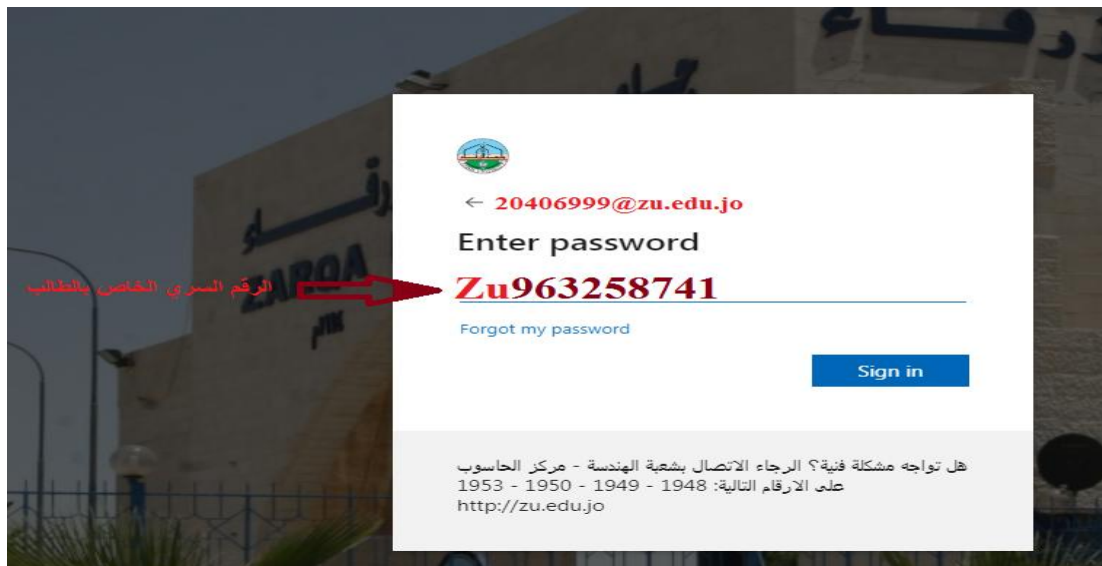 ZARQA
← 20406999@zu.edu.jo
Enter password
الرقم السري الخاص بالطالب
Zu963258741
Forgot my password
Sign in
هل تواجه مشكلة فنية؟ الرجاء الاتصال بشعبة الهندسة - مركز الحاسوب
على الارقام التالية: 1948 - 1949 - 1950 - 1953
http://zu.edu.jo